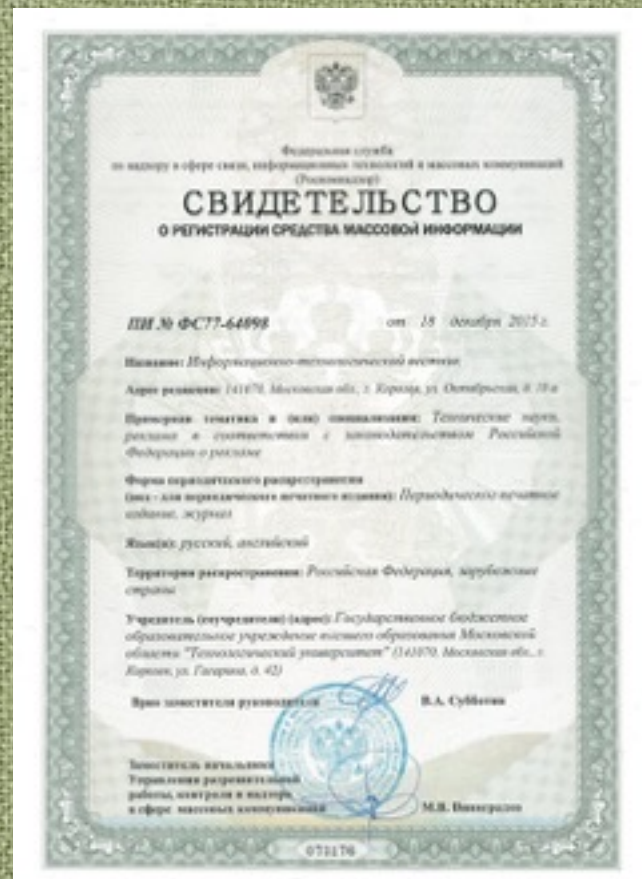 Федеральная служба
по надзору в сфере связи, информационных технологий и массовых коммуникаций
(Роскомнадзор)
СВИДЕТЕЛЬСТВО
О РЕГИСТРАЦИИ СРЕДСТВА МАССОВОЙ ИНФОРМАЦИИ
ПИ № ФС77-64098 от 18 декабря 2015 г.
Название: Информационно-технологический вестник
Адрес редакции: 141070, Московская обл., г. Королев, ул. Октябрьская, д. 10 а
Примерная тематика и (или) специализация: Технические науки,
реклама в соответствии с законодательством Российской
Федерации о рекламе
Форма периодического распространения
(вид - для периодического печатного издания): Периодическое печатное
издание, журнал
Язык(и): русский, английский
Территория распространения: Российская Федерация, зарубежные
страны
Учредитель (соучредители) (адрес): Государственное бюджетное
образовательное учреждение высшего образования Московской
области "Технологический университет" (141070, Московская обл., г.
Королев, ул. Гагарина, д. 42)
Врио заместителя руководителя В.А. Субботин
Заместитель начальника
Управления разрешительной
работы, контроля и надзора
в сфере массовых коммуникаций М.В. Виноградов
073176